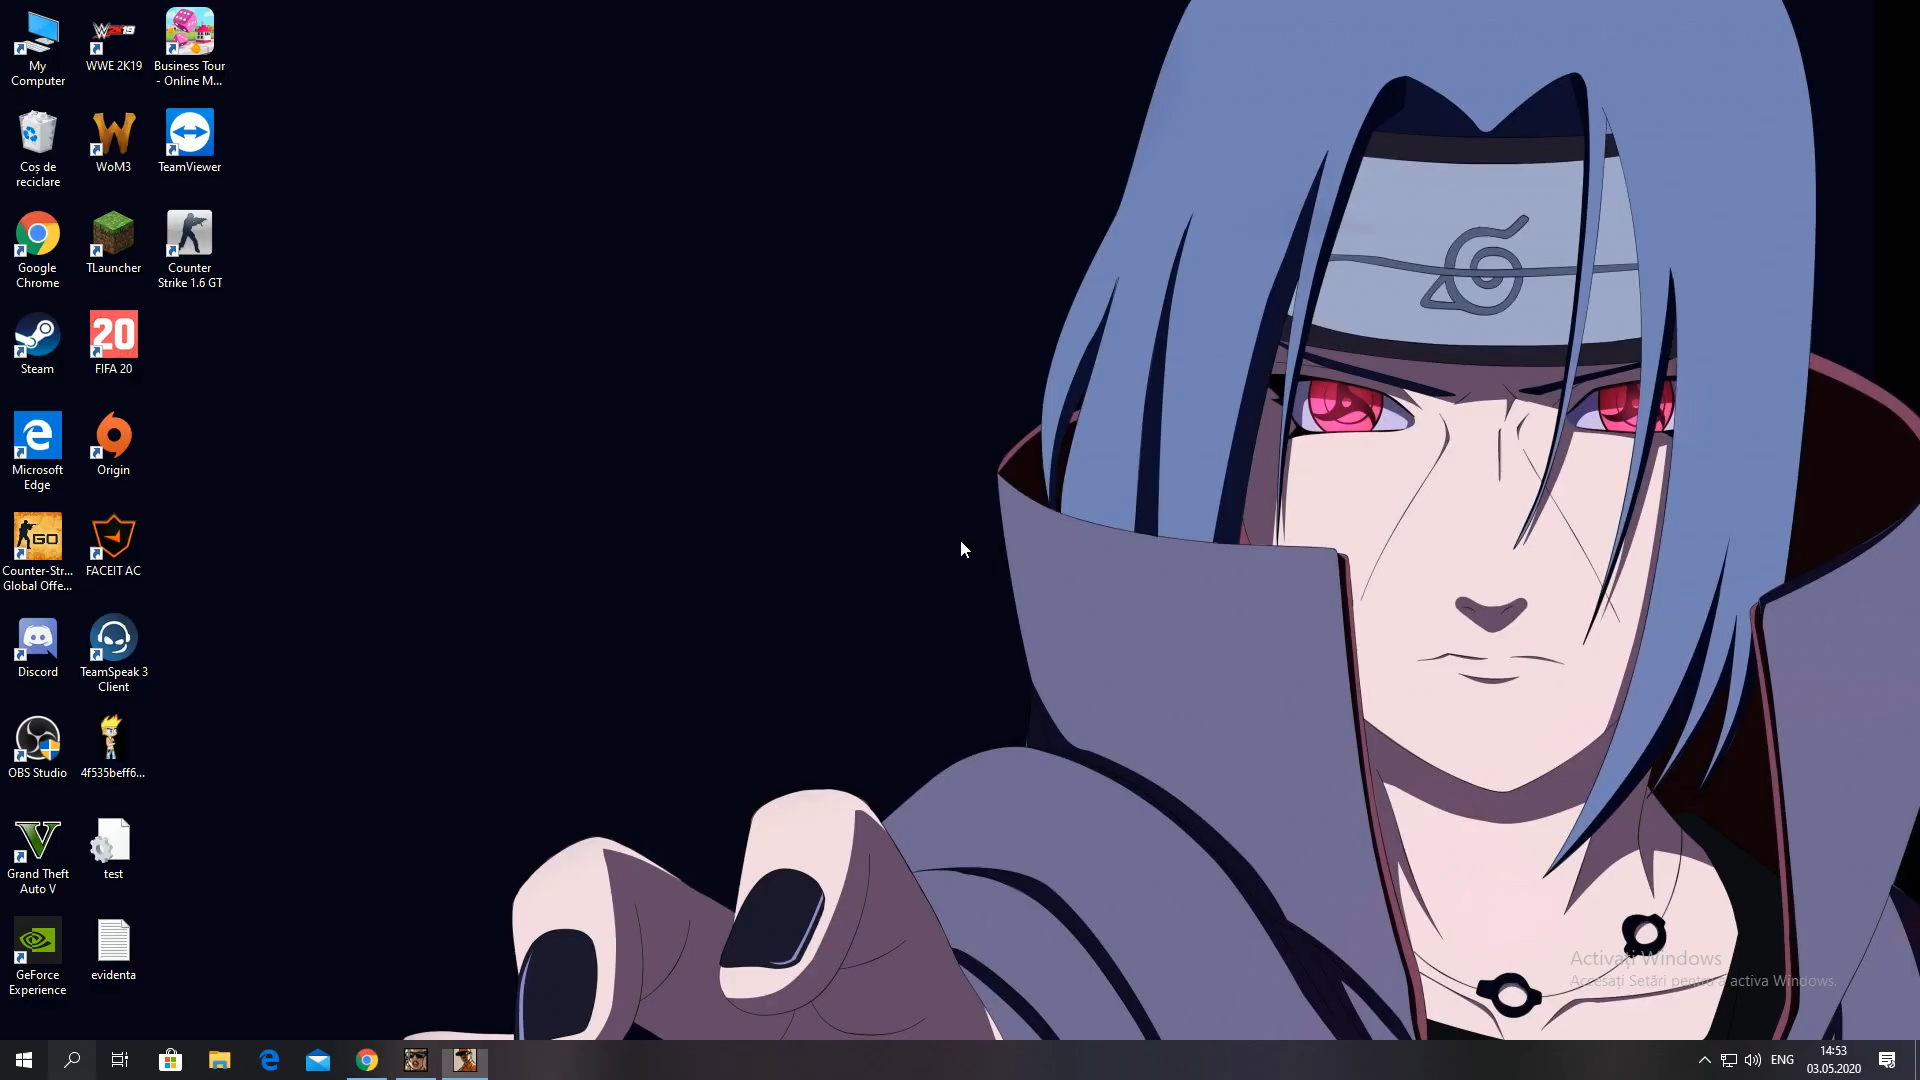 My
Computer
Coș de
reciclare
Google
Chrome
Steam
Microsoft
Edge
GO
Counter-Str...
Global Offe...
Discord
OBS Studio
Grand Theft
Auto V
GeForce
Experience
W2K19
WWE 2K19
WoM3
TLauncher
20
FIFA 20
Origin
FACEIT AC
TeamSpeak 3
Client
4f535beff6...
test
evidenta
Business Tour
- Online M...
TeamViewer
Counter
Strike 1.6 GT
Activați Windows
Accesați Setări pentru a activa Windows.
ENG
14:53
03.05.2020